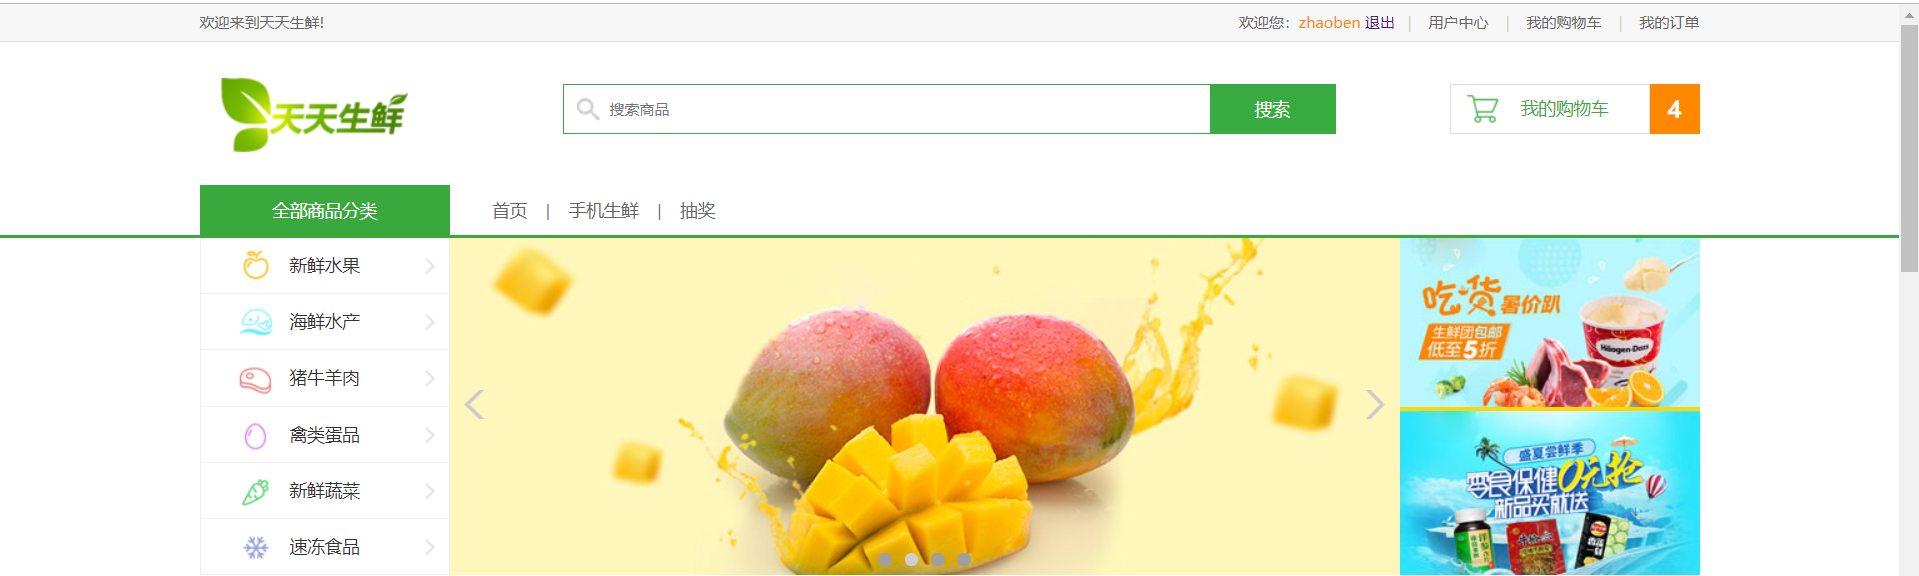 欢迎来到天天生鲜!
欢迎您：zhaoben 退出 | 用户中心 | 我的购物车 | 我的订单
天天生鲜
搜索商品
搜索
我的购物车 4
全部商品分类
首页 | 手机生鲜 | 抽奖
新鲜水果
海鲜水产
猪牛羊肉
禽类蛋品
新鲜蔬菜
速冻食品
吃货暑价趴
生鲜团包邮
低至5折
Häagen-Dazs
盛夏尝鲜季
零食保健0元抢
新品买就送